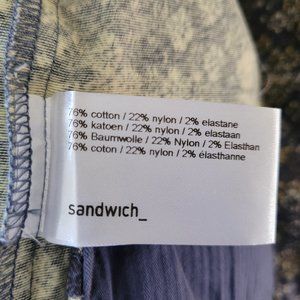 76% cotton / 22% nylon / 2% elastane
76% katoen / 22% nylon / 2% elastaan
76% Baumwolle / 22% Nylon / 2% Elasthan
76% coton / 22% nylon / 2% élasthanne
sandwich_